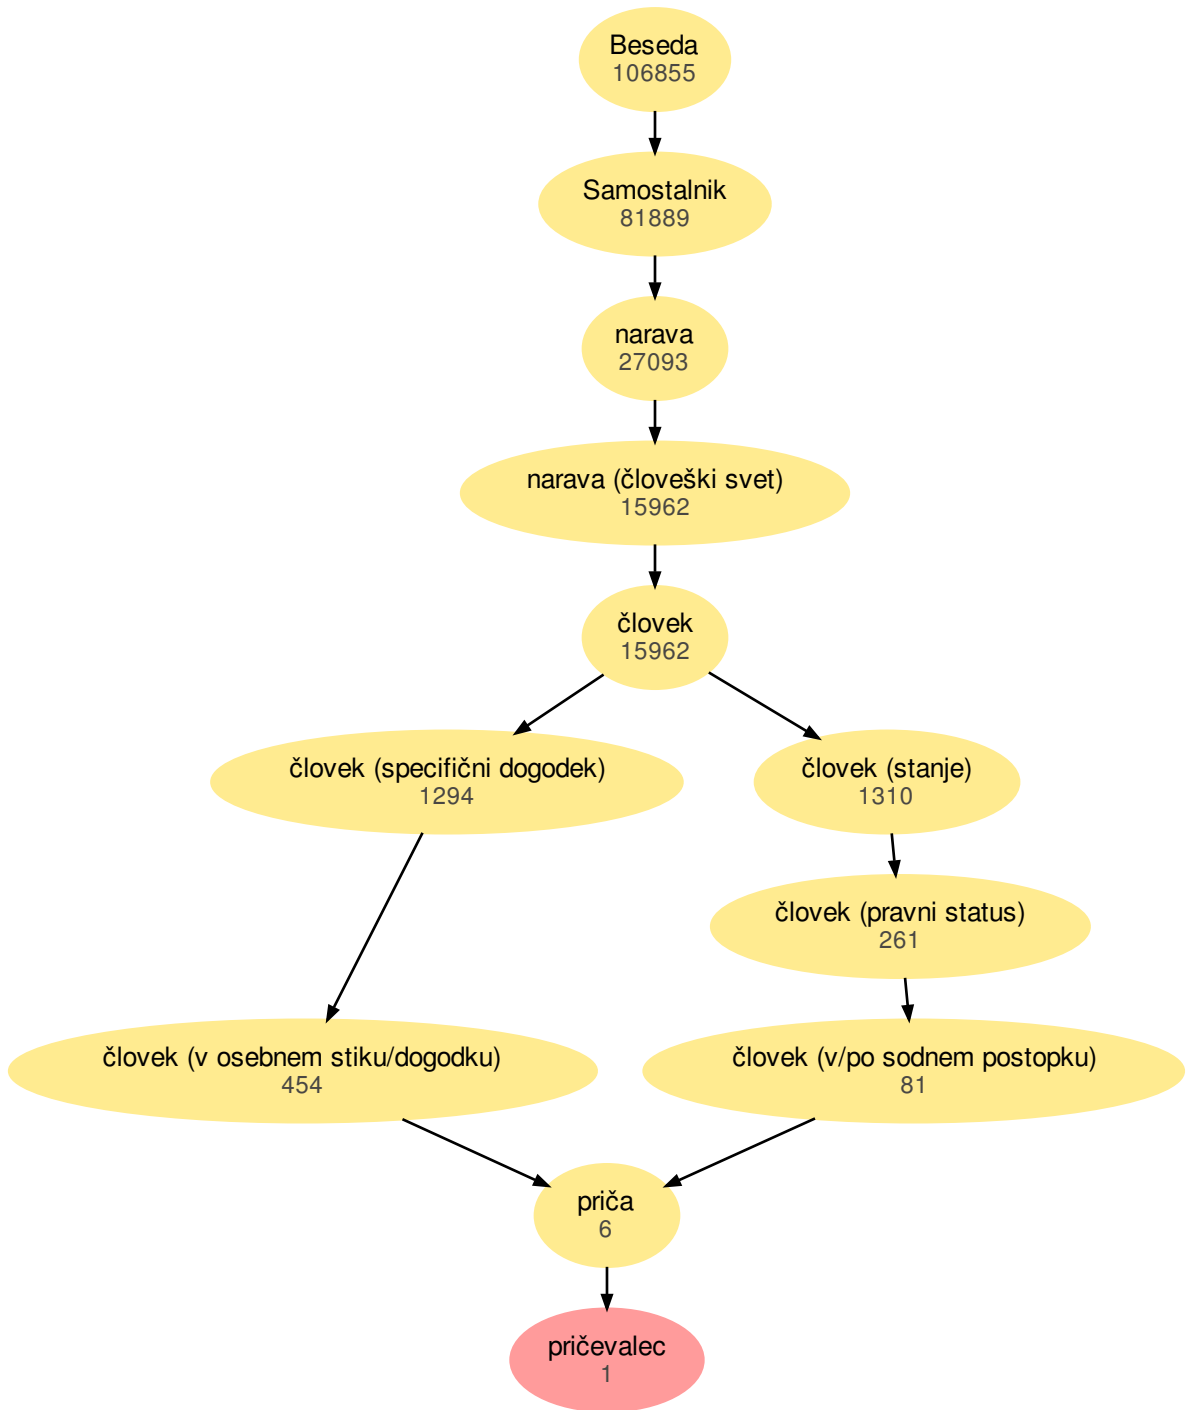 Beseda
106855
Samostalnik
81889
narava
27093
narava (človeški svet)
15962
človek
15962
človek (specifični dogodek)
1294
človek (stanje)
1310
človek (pravni status)
261
človek (v osebnem stiku/dogodku)
454
človek (v/po sodnem postopku)
81
priča
6
pričevalec
1